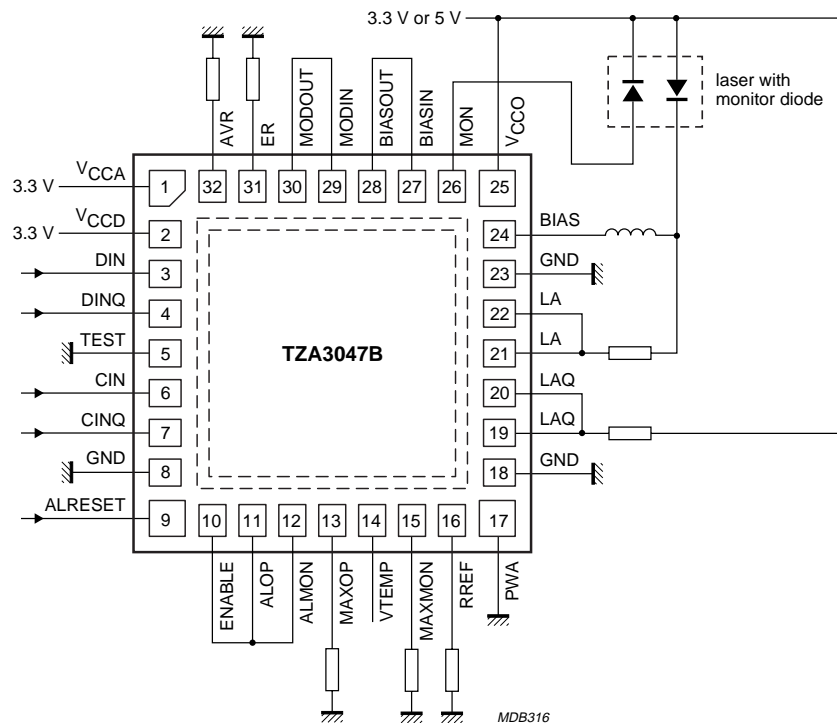 3.3 V or 5 V
laser with
monitor diode
AVR
ER
MODOUT
MODIN
BIASOUT
BIASIN
MON
VCCO
VCCA
3.3 V
1
32
31
30
29
28
27
26
25
VCCD
3.3 V
2
24
BIAS
DIN
3
23
GND
DINQ
4
22
LA
TEST
5
TZA3047B
21
LA
CIN
6
20
LAQ
CINQ
7
19
LAQ
GND
8
18
GND
ALRESET
9
10
11
12
13
14
15
16
17
ENABLE
ALOP
ALMON
MAXOP
VTEMP
MAXMON
RREF
PWA
MDB316